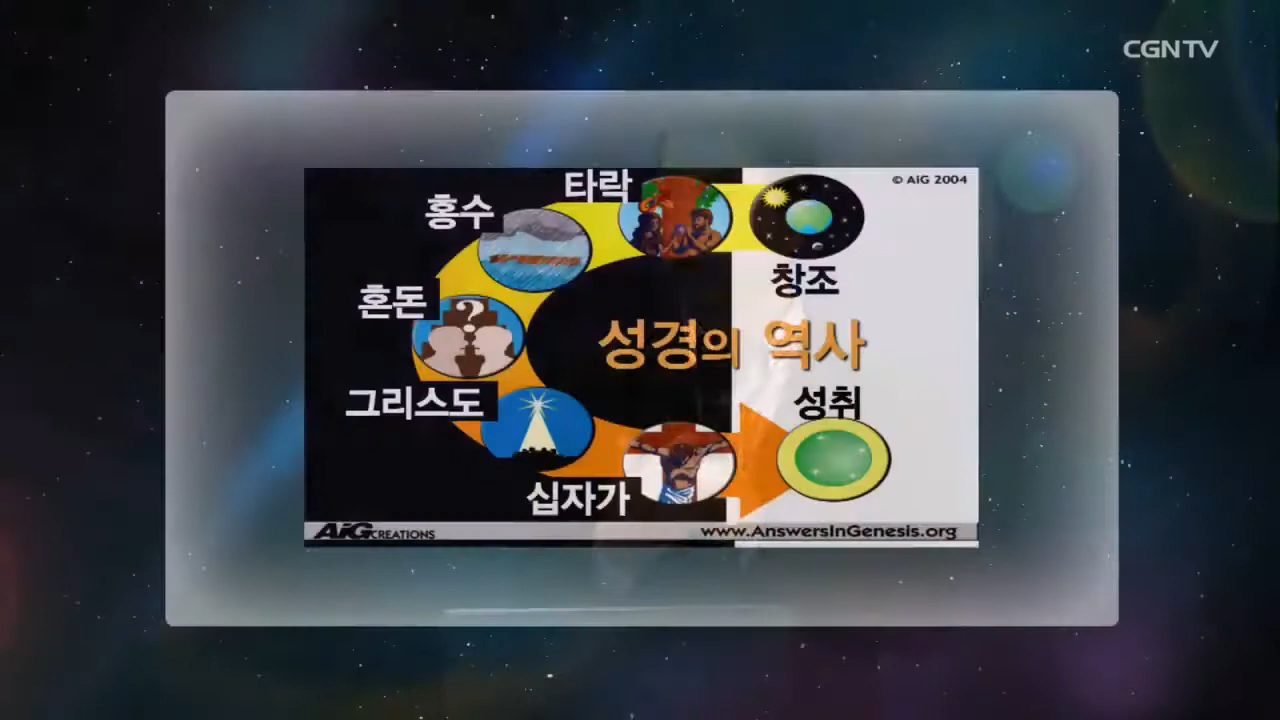 CGNTV
© AiG 2004
타락
홍수
창조
혼돈
성경의 역사
그리스도
성취
십자가
AiG CREATIONS
www.AnswersInGenesis.org